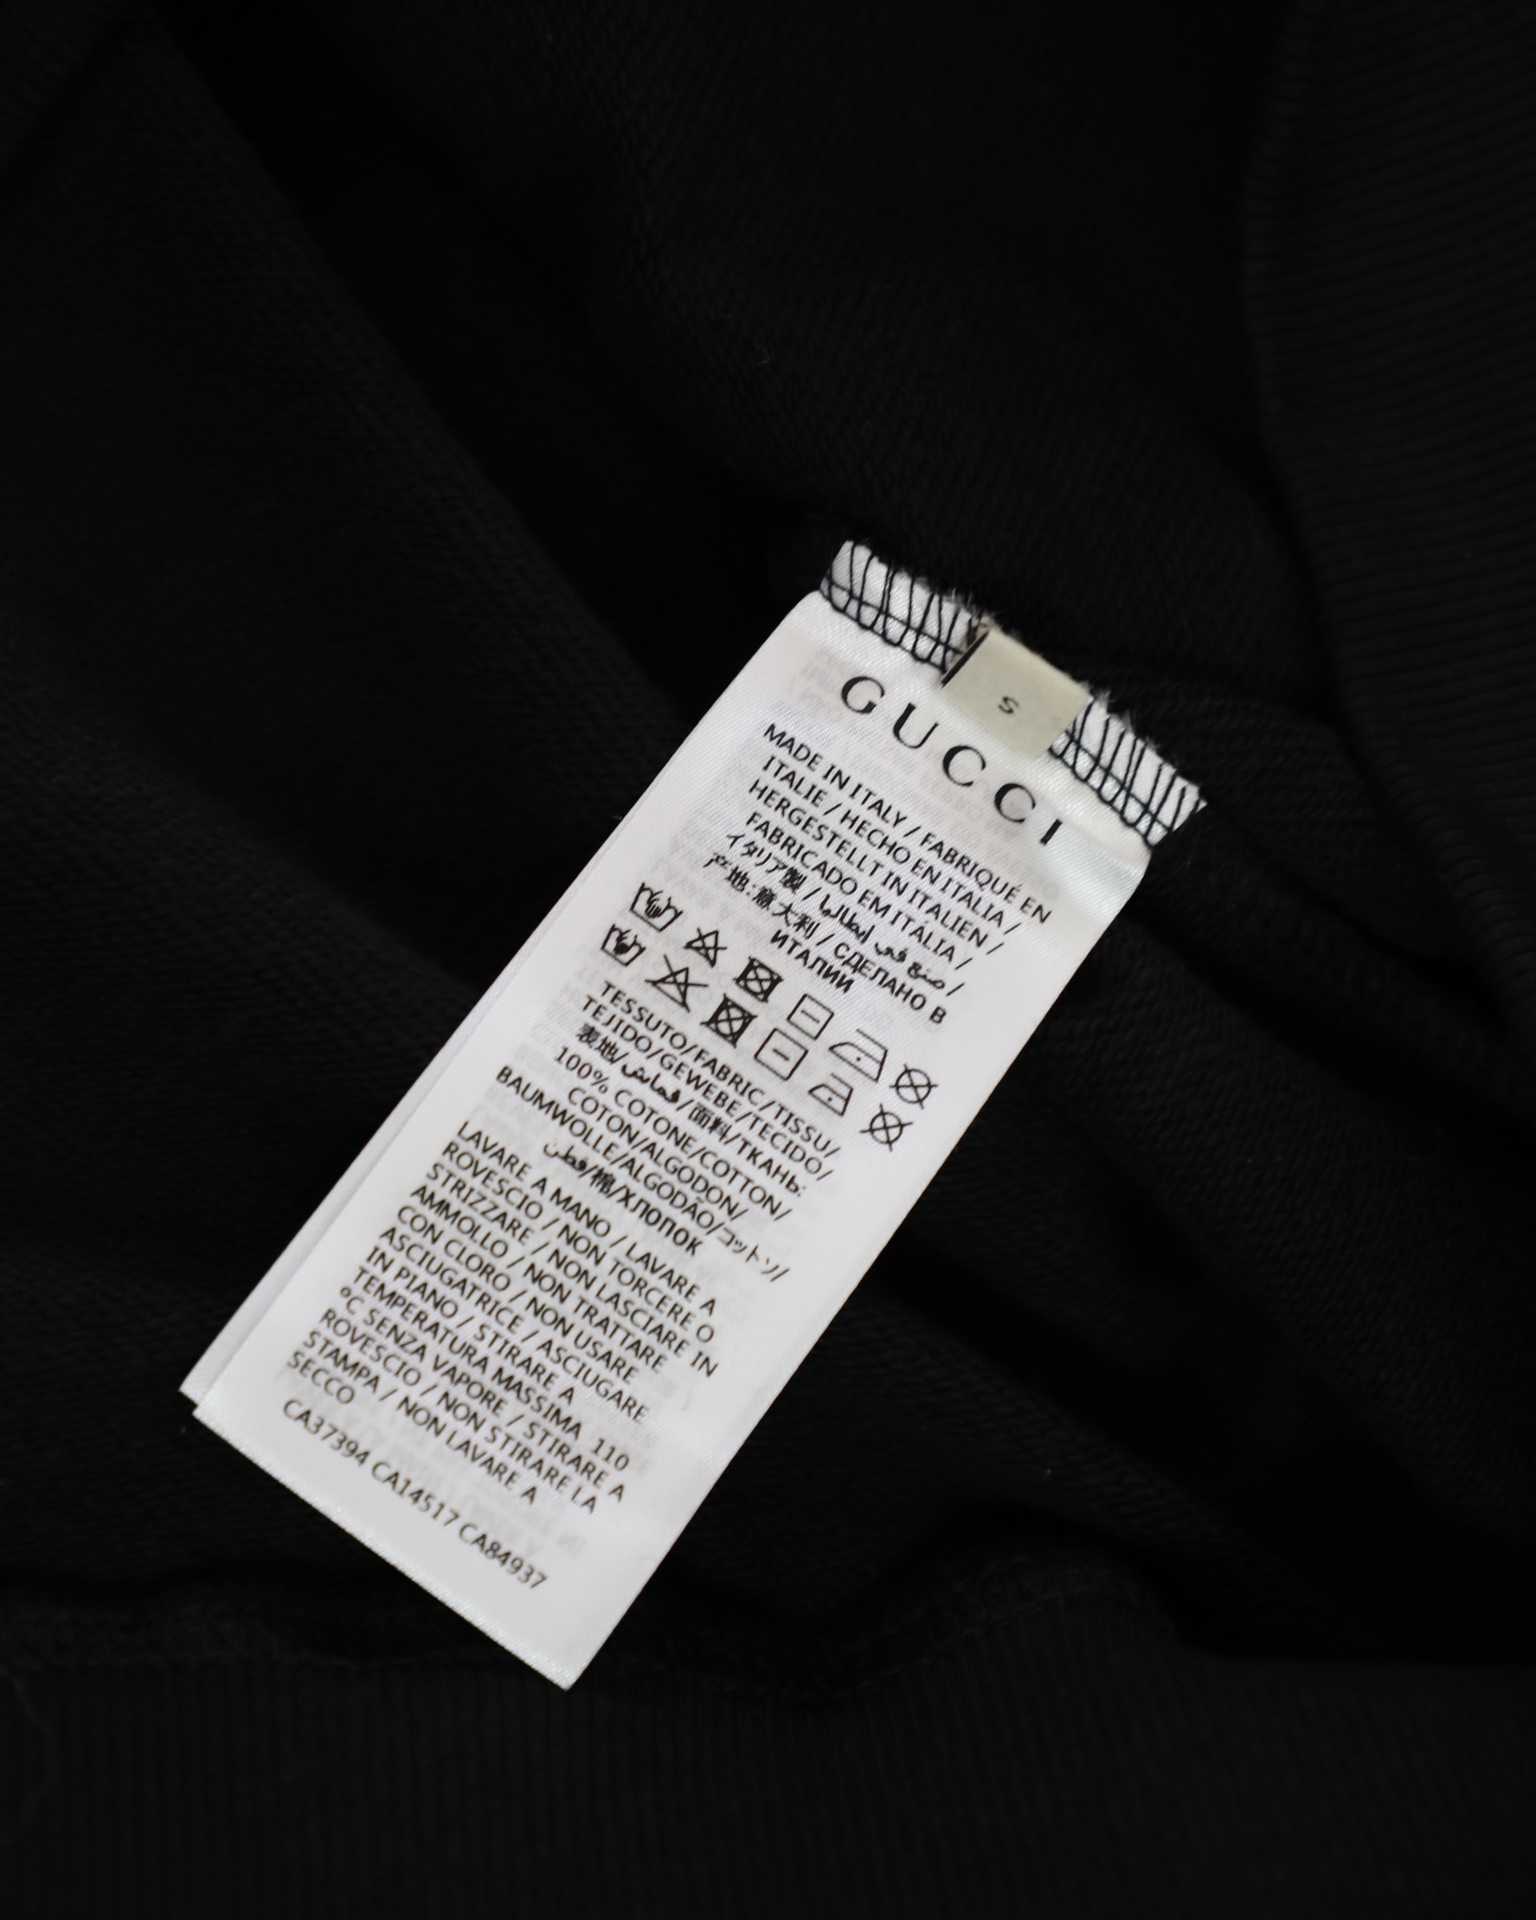 S
GUCCI
MADE IN ITALY / FABRIQUÉ EN
ITALIE / HECHO EN ITALIA /
HERGESTELLT IN ITALIEN /
FABRICADO EM ITÁLIA /
イタリア製 / صنع في إيطاليا /
产地: 意大利 / СДЕЛАНО В
ИТАЛИИ
TESSUTO/FABRIC/TISSU/
TEJIDO/GEWEBE/TECIDO/
表地/قماش/面料/ТКАНЬ:
100% COTONE/COTTON/
COTON/ALGODON/
BAUMWOLLE/ALGODÃO/コットン/
قطن/棉/ХЛОПОК
LAVARE A MANO / LAVARE A
ROVESCIO / NON TORCERE O
STRIZZARE / NON LASCIARE IN
AMMOLLO / NON TRATTARE
CON CLORO / NON USARE
ASCIUGATRICE / ASCIUGARE
IN PIANO / STIRARE A
TEMPERATURA MASSIMA 110
°C SENZA VAPORE / STIRARE A
ROVESCIO / NON STIRARE LA
STAMPA / NON LAVARE A
SECCO
CA37394 CA14517 CA84937